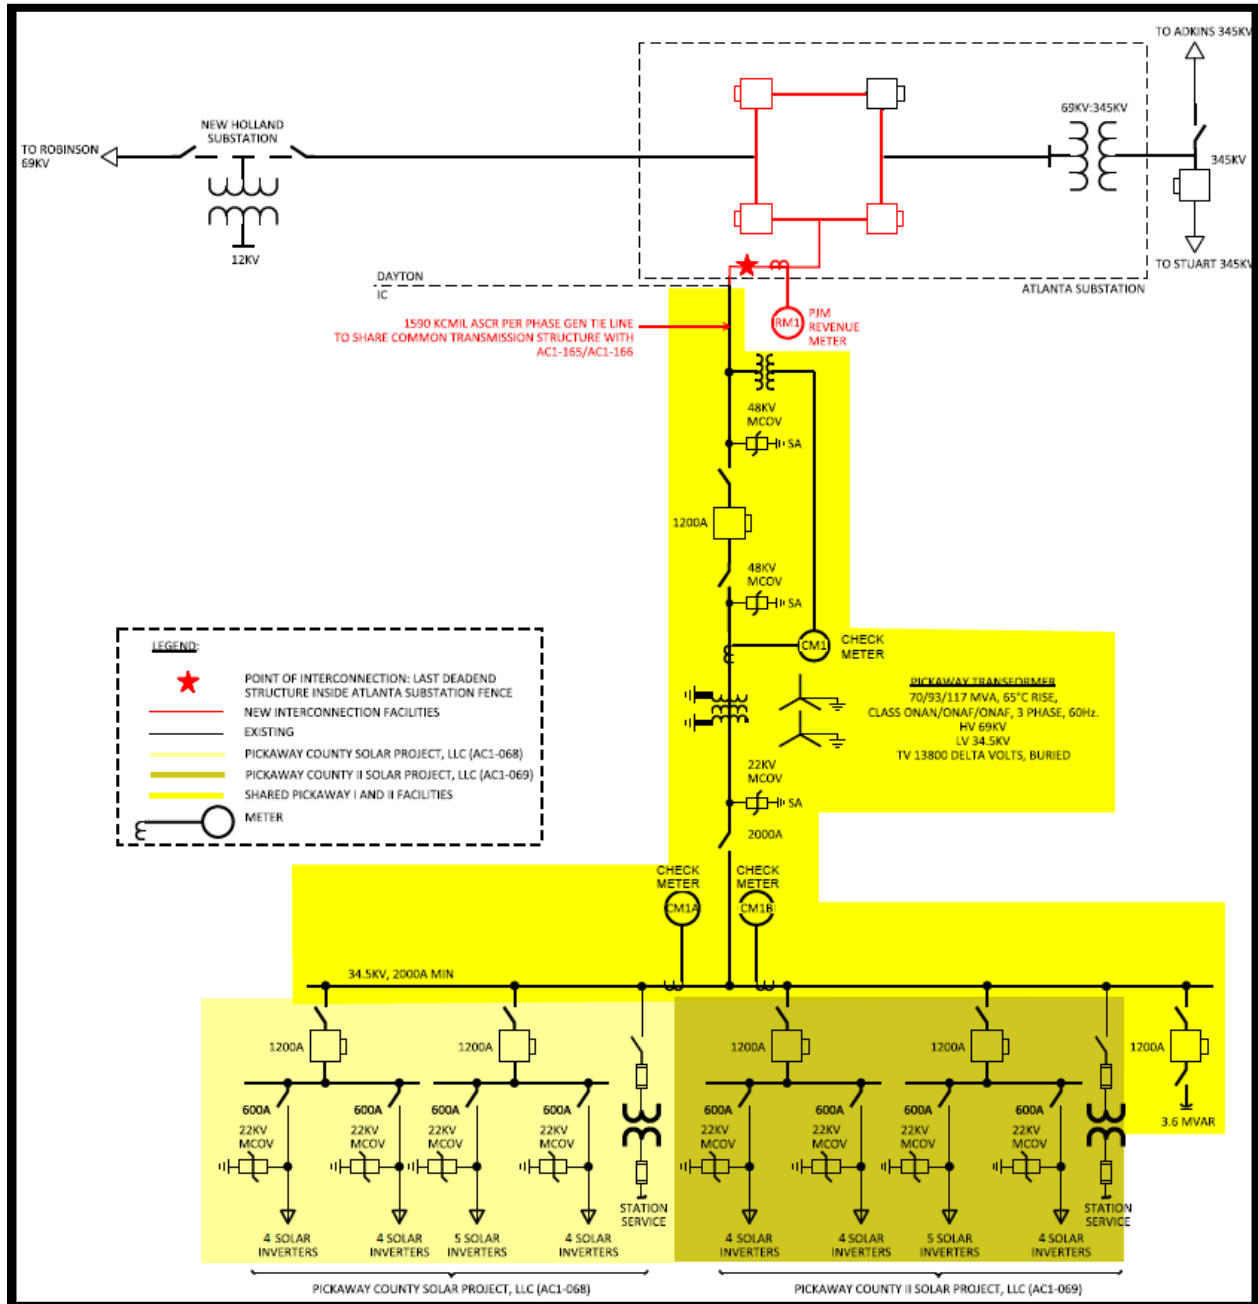 TO ADKINS 345KV
69KV:345KV
NEW HOLLAND
SUBSTATION
TO ROBINSON
69KV
345KV
12KV
TO STUART 345KV
DAYTON
IC
ATLANTA SUBSTATION
1590 KCMIL ASCR PER PHASE GEN TIE LINE
TO SHARE COMMON TRANSMISSION STRUCTURE WITH
AC1-165/AC1-166
RM1
PJM
REVENUE
METER
48KV
MCOV
SA
1200A
48KV
MCOV
SA
CM1
CHECK
METER
LEGEND:
POINT OF INTERCONNECTION: LAST DEADEND
STRUCTURE INSIDE ATLANTA SUBSTATION FENCE
NEW INTERCONNECTION FACILITIES
EXISTING
PICKAWAY COUNTY SOLAR PROJECT, LLC (AC1-068)
PICKAWAY COUNTY II SOLAR PROJECT, LLC (AC1-069)
SHARED PICKAWAY I AND II FACILITIES
METER
PICKAWAY TRANSFORMER
70/93/117 MVA, 65°C RISE,
CLASS ONAN/ONAF/ONAF, 3 PHASE, 60Hz.
HV 69KV
LV 34.5KV
TV 13800 DELTA VOLTS, BURIED
22KV
MCOV
SA
2000A
CHECK
METER
CM1A
CHECK
METER
CM1B
34.5KV, 2000A MIN
1200A
1200A
1200A
1200A
1200A
600A
600A
600A
600A
600A
600A
600A
600A
3.6 MVAR
22KV
MCOV
22KV
MCOV
22KV
MCOV
22KV
MCOV
22KV
MCOV
22KV
MCOV
22KV
MCOV
22KV
MCOV
STATION
SERVICE
STATION
SERVICE
4 SOLAR
INVERTERS
4 SOLAR
INVERTERS
5 SOLAR
INVERTERS
4 SOLAR
INVERTERS
4 SOLAR
INVERTERS
4 SOLAR
INVERTERS
5 SOLAR
INVERTERS
4 SOLAR
INVERTERS
PICKAWAY COUNTY SOLAR PROJECT, LLC (AC1-068)
PICKAWAY COUNTY II SOLAR PROJECT, LLC (AC1-069)